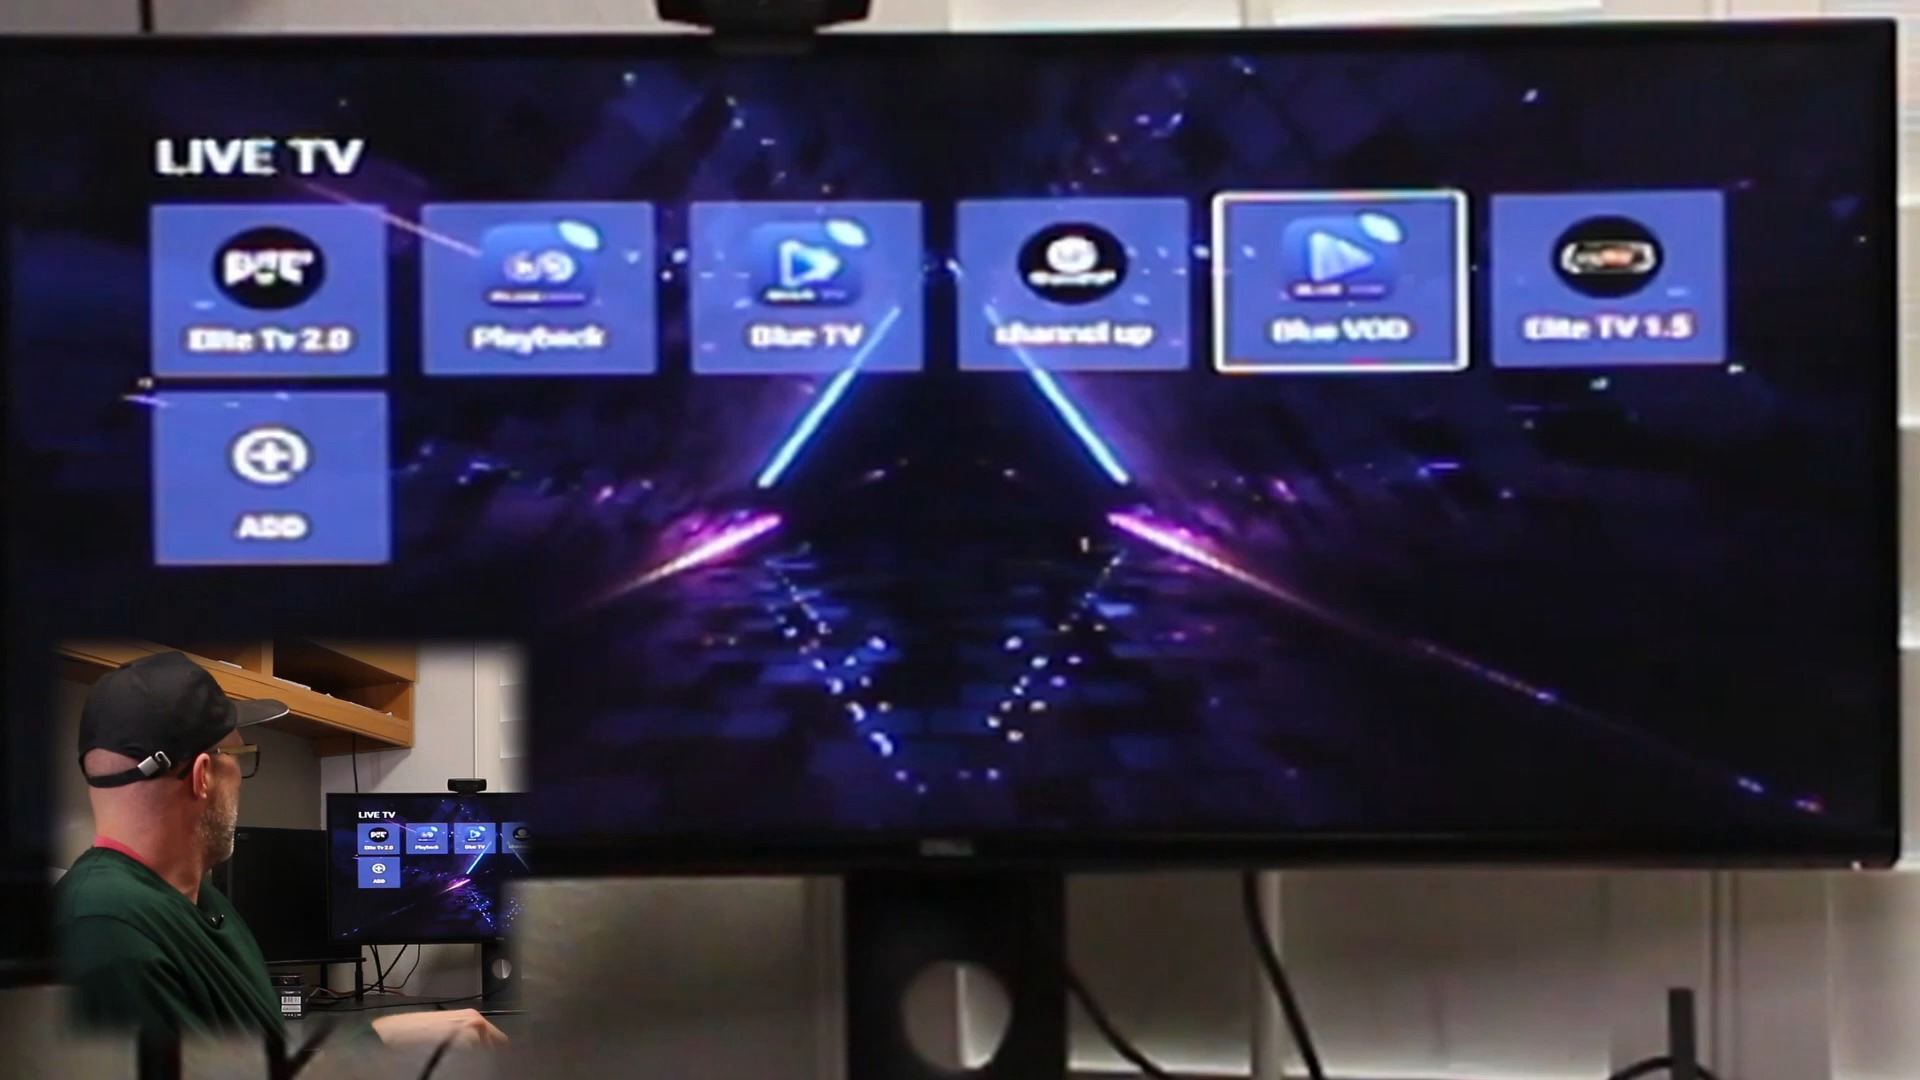 LIVE TV
Elite Tv 2.0
Playback
Blue TV
channel up
Blue VOD
Elite TV 1.5
ADD
DELL
LIVE TV
Elite Tv 2.0
Playback
Blue TV
ADD